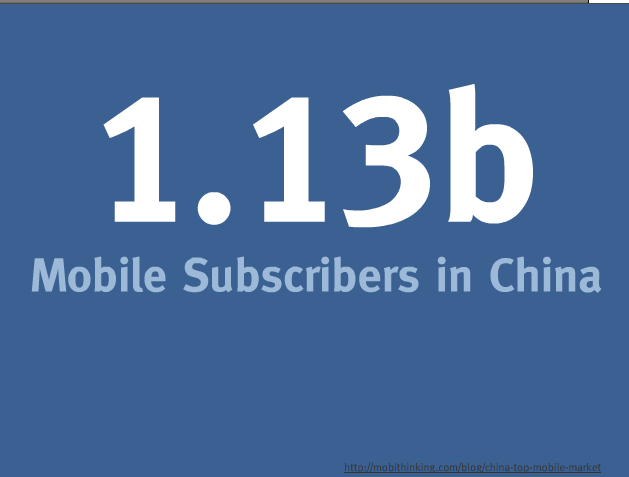 1.13b
Mobile Subscribers in China
http://mobithinking.com/blog/china-top-mobile-market